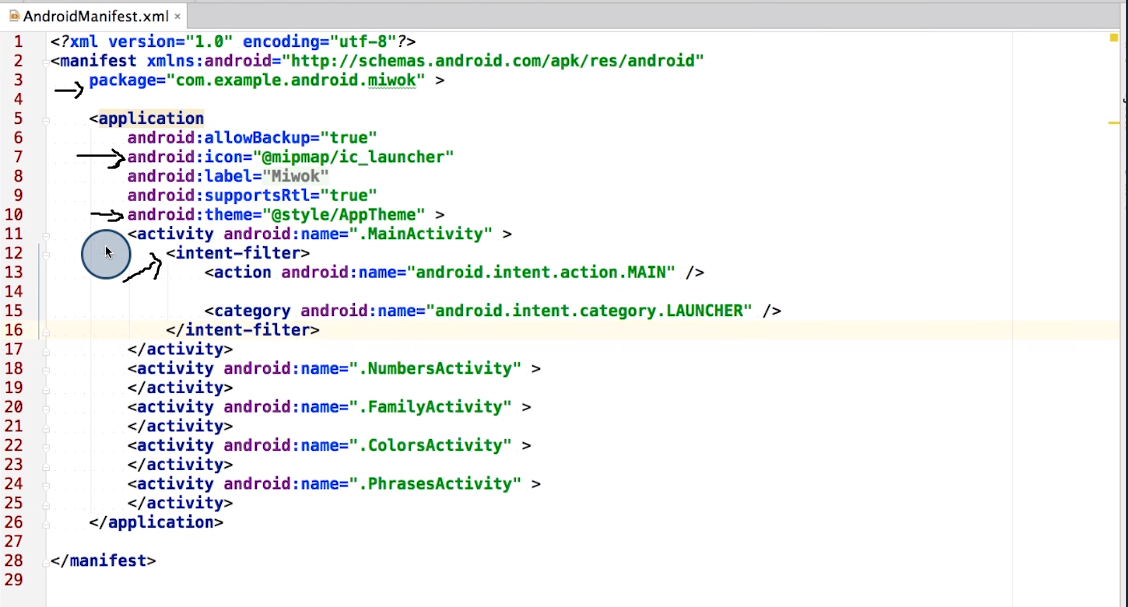 AndroidManifest.xml ×
1 <?xml version="1.0" encoding="utf-8"?>
2 <manifest xmlns:android="http://schemas.android.com/apk/res/android"
3     package="com.example.android.miwok" >
4
5     <application
6         android:allowBackup="true"
7         android:icon="@mipmap/ic_launcher"
8         android:label="Miwok"
9         android:supportsRtl="true"
10         android:theme="@style/AppTheme" >
11         <activity android:name=".MainActivity" >
12             <intent-filter>
13                 <action android:name="android.intent.action.MAIN" />
14
15                 <category android:name="android.intent.category.LAUNCHER" />
16             </intent-filter>
17         </activity>
18         <activity android:name=".NumbersActivity" >
19         </activity>
20         <activity android:name=".FamilyActivity" >
21         </activity>
22         <activity android:name=".ColorsActivity" >
23         </activity>
24         <activity android:name=".PhrasesActivity" >
25         </activity>
26     </application>
27
28 </manifest>
29